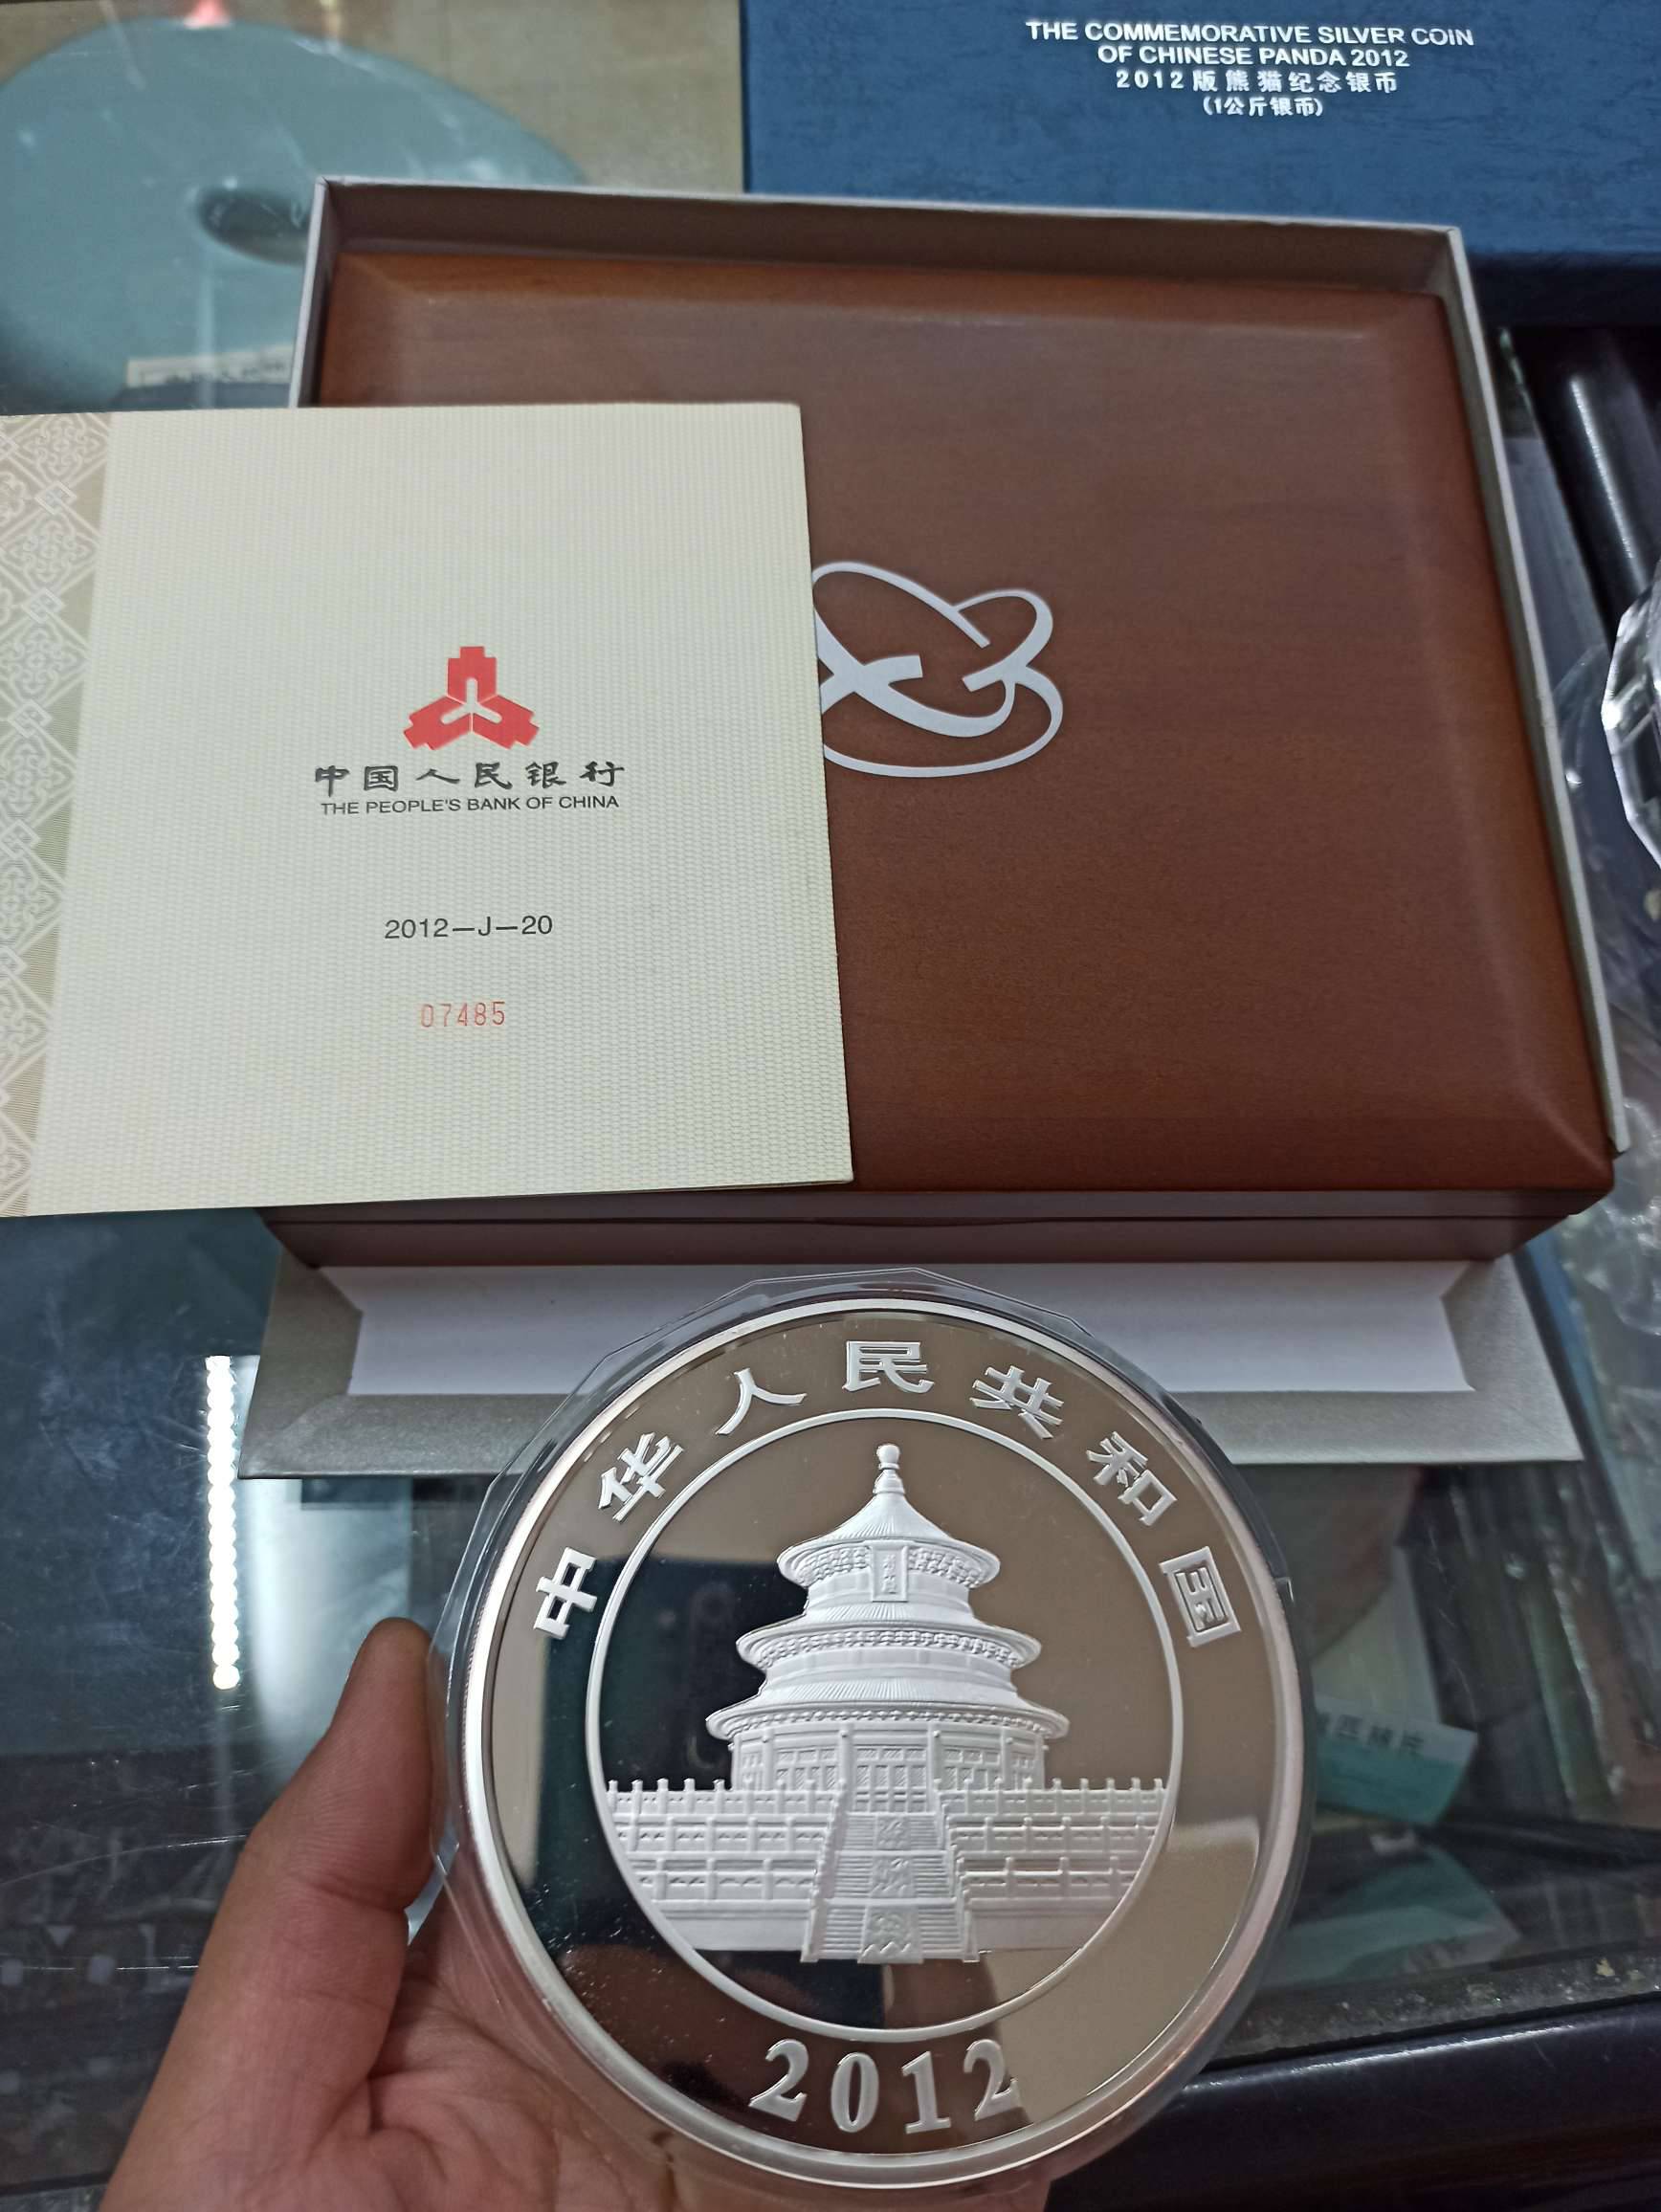 THE COMMEMORATIVE SILVER COIN
OF CHINESE PANDA 2012
2012版熊猫纪念银币
(1公斤银币)
中国人民银行
THE PEOPLE'S BANK OF CHINA
2012—J—20
07485
中华人民共和国
2012